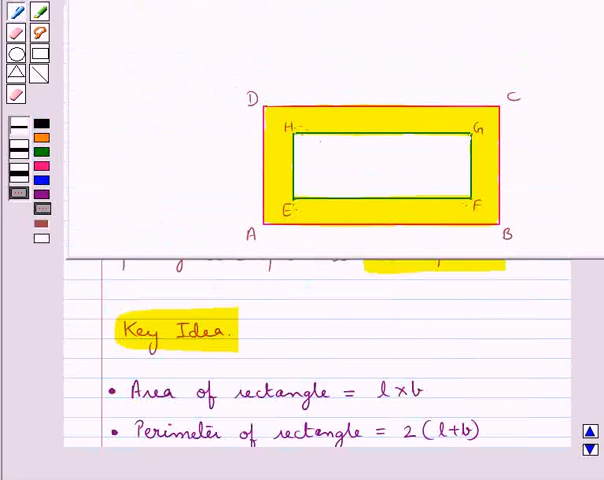 D C
H G
E F
A B
Key Idea.
• Area of rectangle = l×b
• Perimeter of rectangle = 2(l+b)